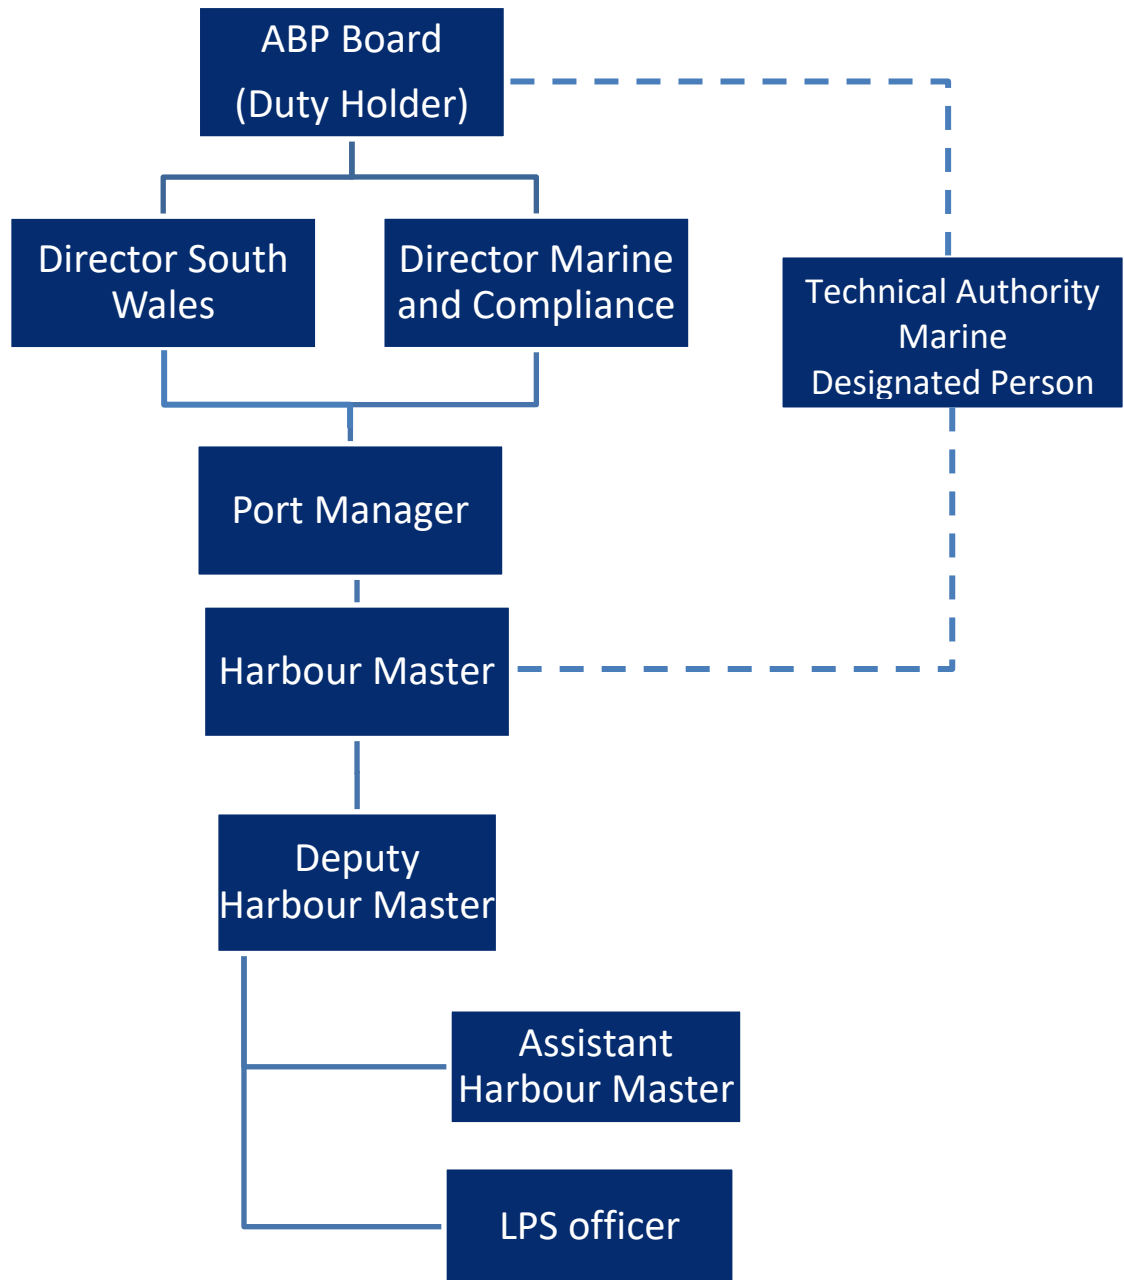 ABP Board
(Duty Holder)
Director South
Wales
Director Marine
and Compliance
Technical Authority
Marine
Designated Person
Port Manager
Harbour Master
Deputy
Harbour Master
Assistant
Harbour Master
LPS officer